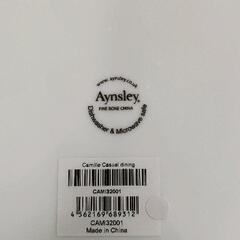 www.aynsley.co.uk
Aynsley
FINE BONE CHINA
Dishwasher & Microwave safe
Camille Casual dining
CAMI32001
4 562169 689312
CAMI32001
Made in China